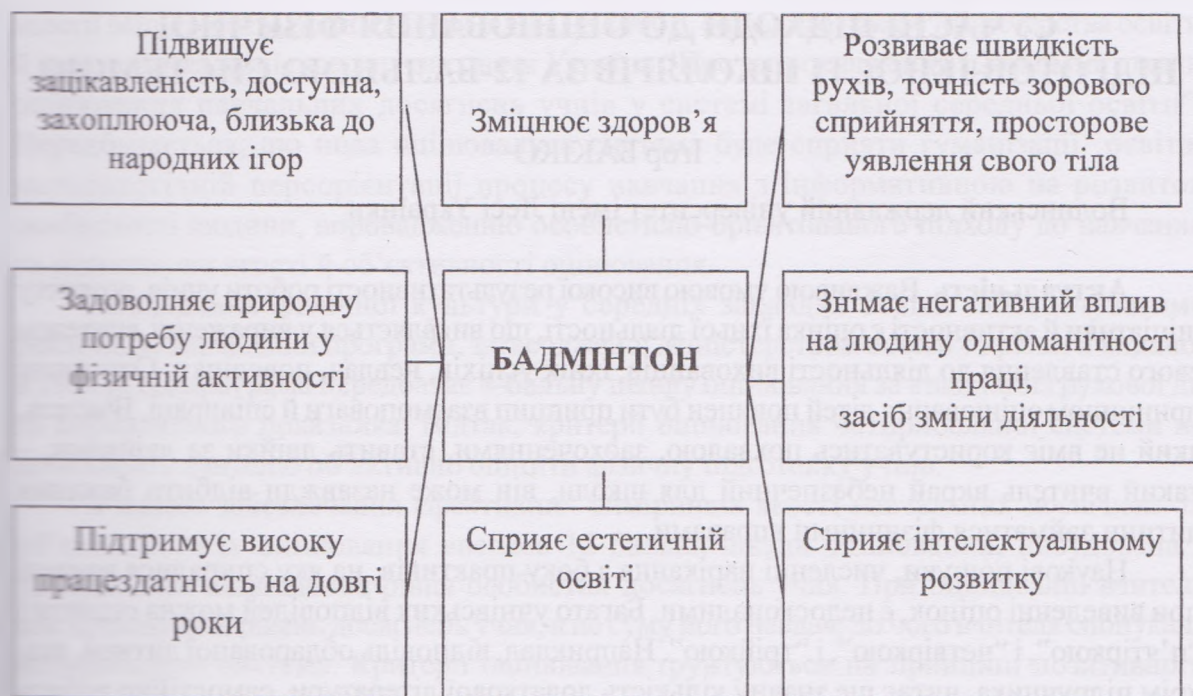 Підвищує
зацікавленість, доступна,
захоплююча, близька до
народних ігор
Зміцнює здоров’я
Розвиває швидкість
рухів, точність зорового
сприйняття, просторове
уявлення свого тіла
Задовольняє природну
потребу людини у
фізичній активності
БАДМІНТОН
Знімає негативний вплив
на людину одноманітності
праці,
засіб зміни діяльності
Підтримує високу
працездатність на довгі
роки
Сприяє естетичній
освіті
Сприяє інтелектуальному
розвитку